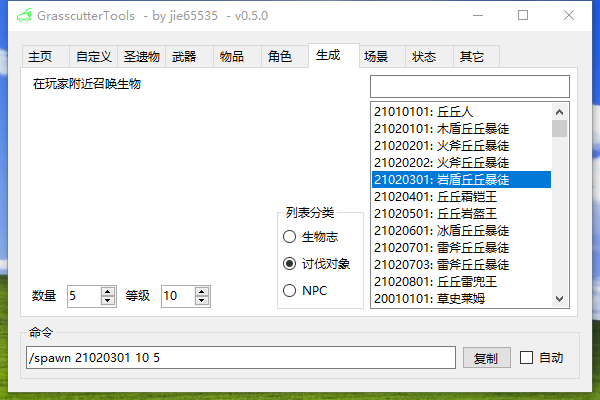 GrasscutterTools - by jie65535 - v0.5.0
主页 自定义 圣遗物 武器 物品 角色 生成 场景 状态 其它
在玩家附近召唤生物
21010101: 丘丘人
21020101: 木盾丘丘暴徒
21020201: 火斧丘丘暴徒
21020202: 火斧丘丘暴徒
21020301: 岩盾丘丘暴徒
21020401: 丘丘霜铠王
21020501: 丘丘岩盔王
21020601: 冰盾丘丘暴徒
21020701: 雷斧丘丘暴徒
21020703: 雷斧丘丘暴徒
21020801: 丘丘雷兜王
20010101: 草史莱姆
列表分类
生物志
讨伐对象
NPC
数量 5 等级 10
命令
/spawn 21020301 10 5 复制 自动